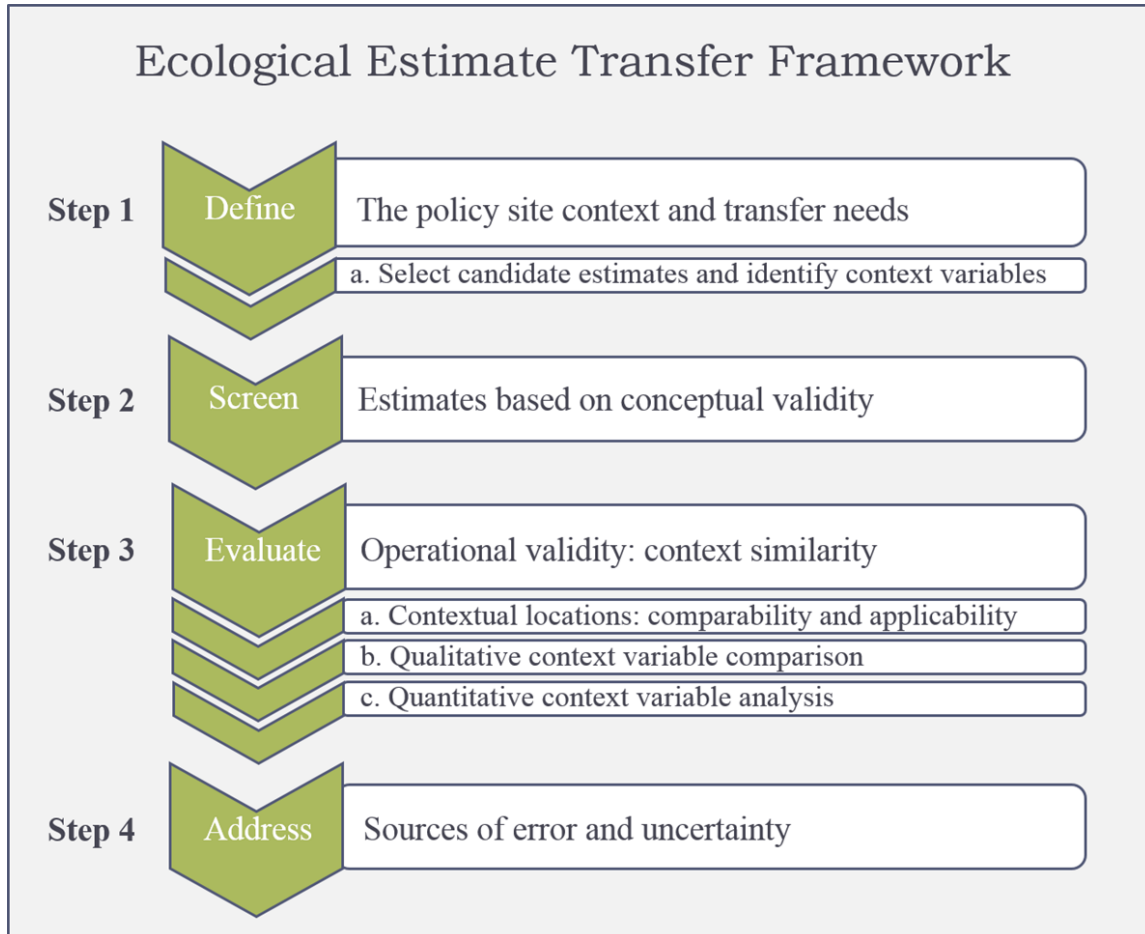 Ecological Estimate Transfer Framework
Step 1
Define
The policy site context and transfer needs
a. Select candidate estimates and identify context variables
Step 2
Screen
Estimates based on conceptual validity
Step 3
Evaluate
Operational validity: context similarity
a. Contextual locations: comparability and applicability
b. Qualitative context variable comparison
c. Quantitative context variable analysis
Step 4
Address
Sources of error and uncertainty